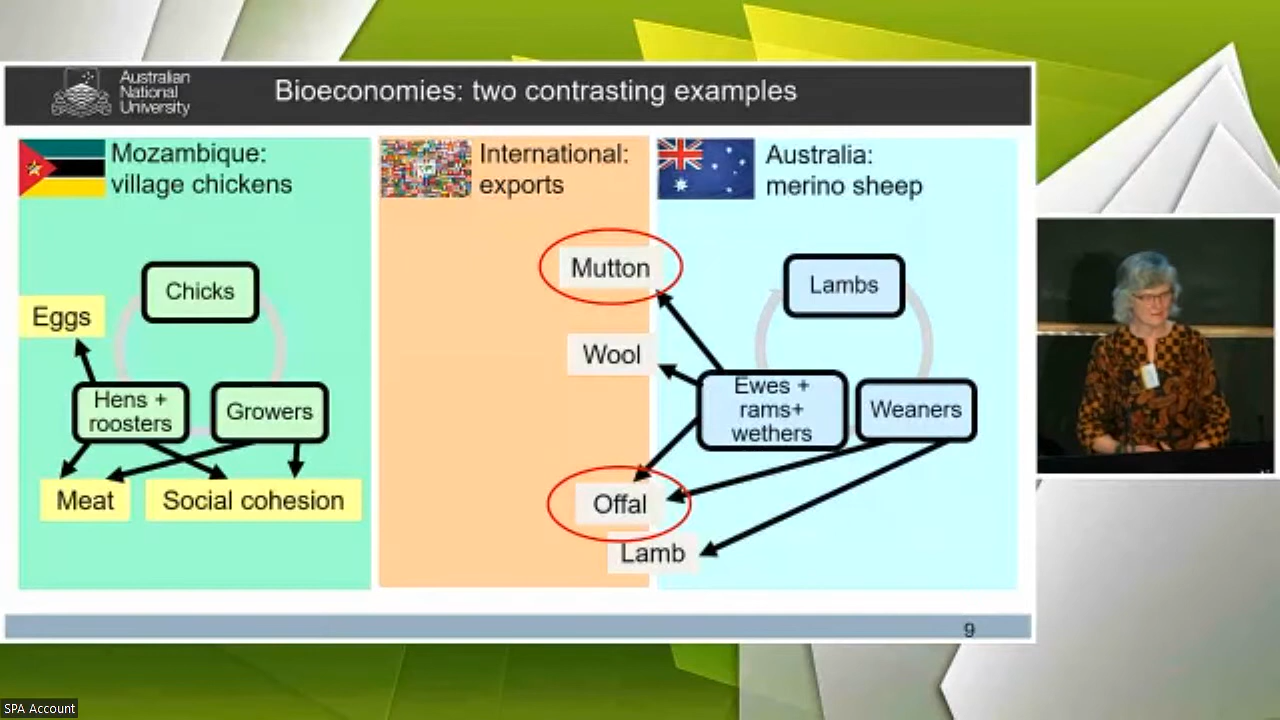 Australian
National
University
Bioeconomies: two contrasting examples
Mozambique:
village chickens
International:
exports
Australia:
merino sheep
Chicks
Eggs
Hens +
roosters
Growers
Meat
Social cohesion
Mutton
Wool
Offal
Lamb
Lambs
Ewes +
rams+
wethers
Weaners
9
SPA Account